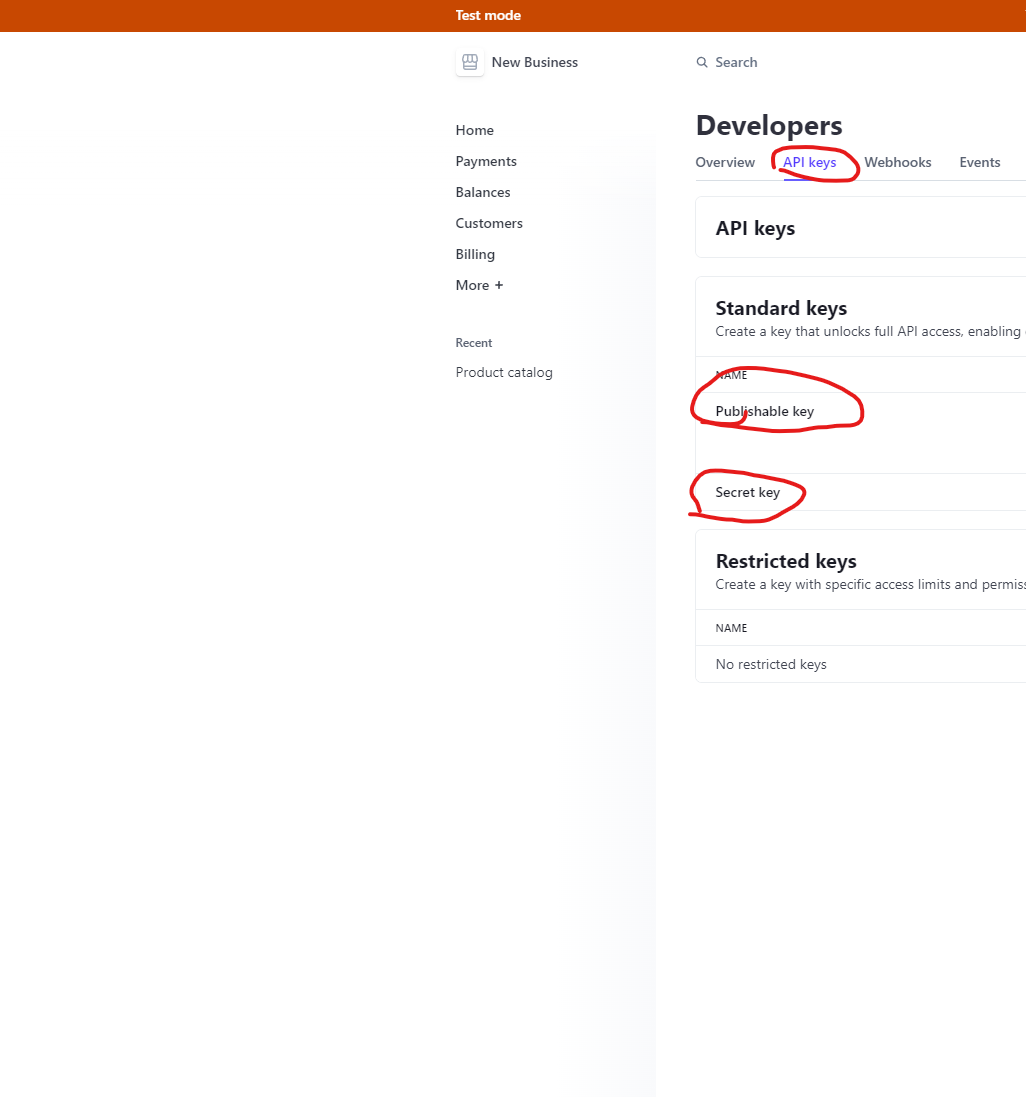 Test mode
New Business
Search
Home
Payments
Balances
Customers
Billing
More +
Recent
Product catalog
Developers
Overview API keys Webhooks Events
API keys
Standard keys
Create a key that unlocks full API access, enabling
NAME
Publishable key
Secret key
Restricted keys
Create a key with specific access limits and permiss
NAME
No restricted keys